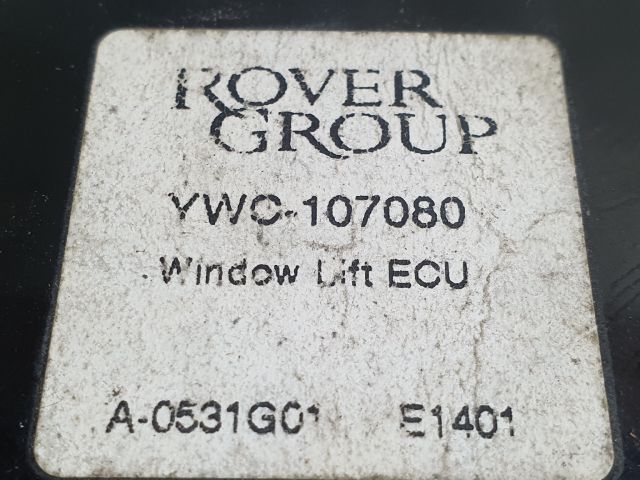 ROVER
GROUP
YWC-107080
Window Lift ECU
A-0531G01 E1401